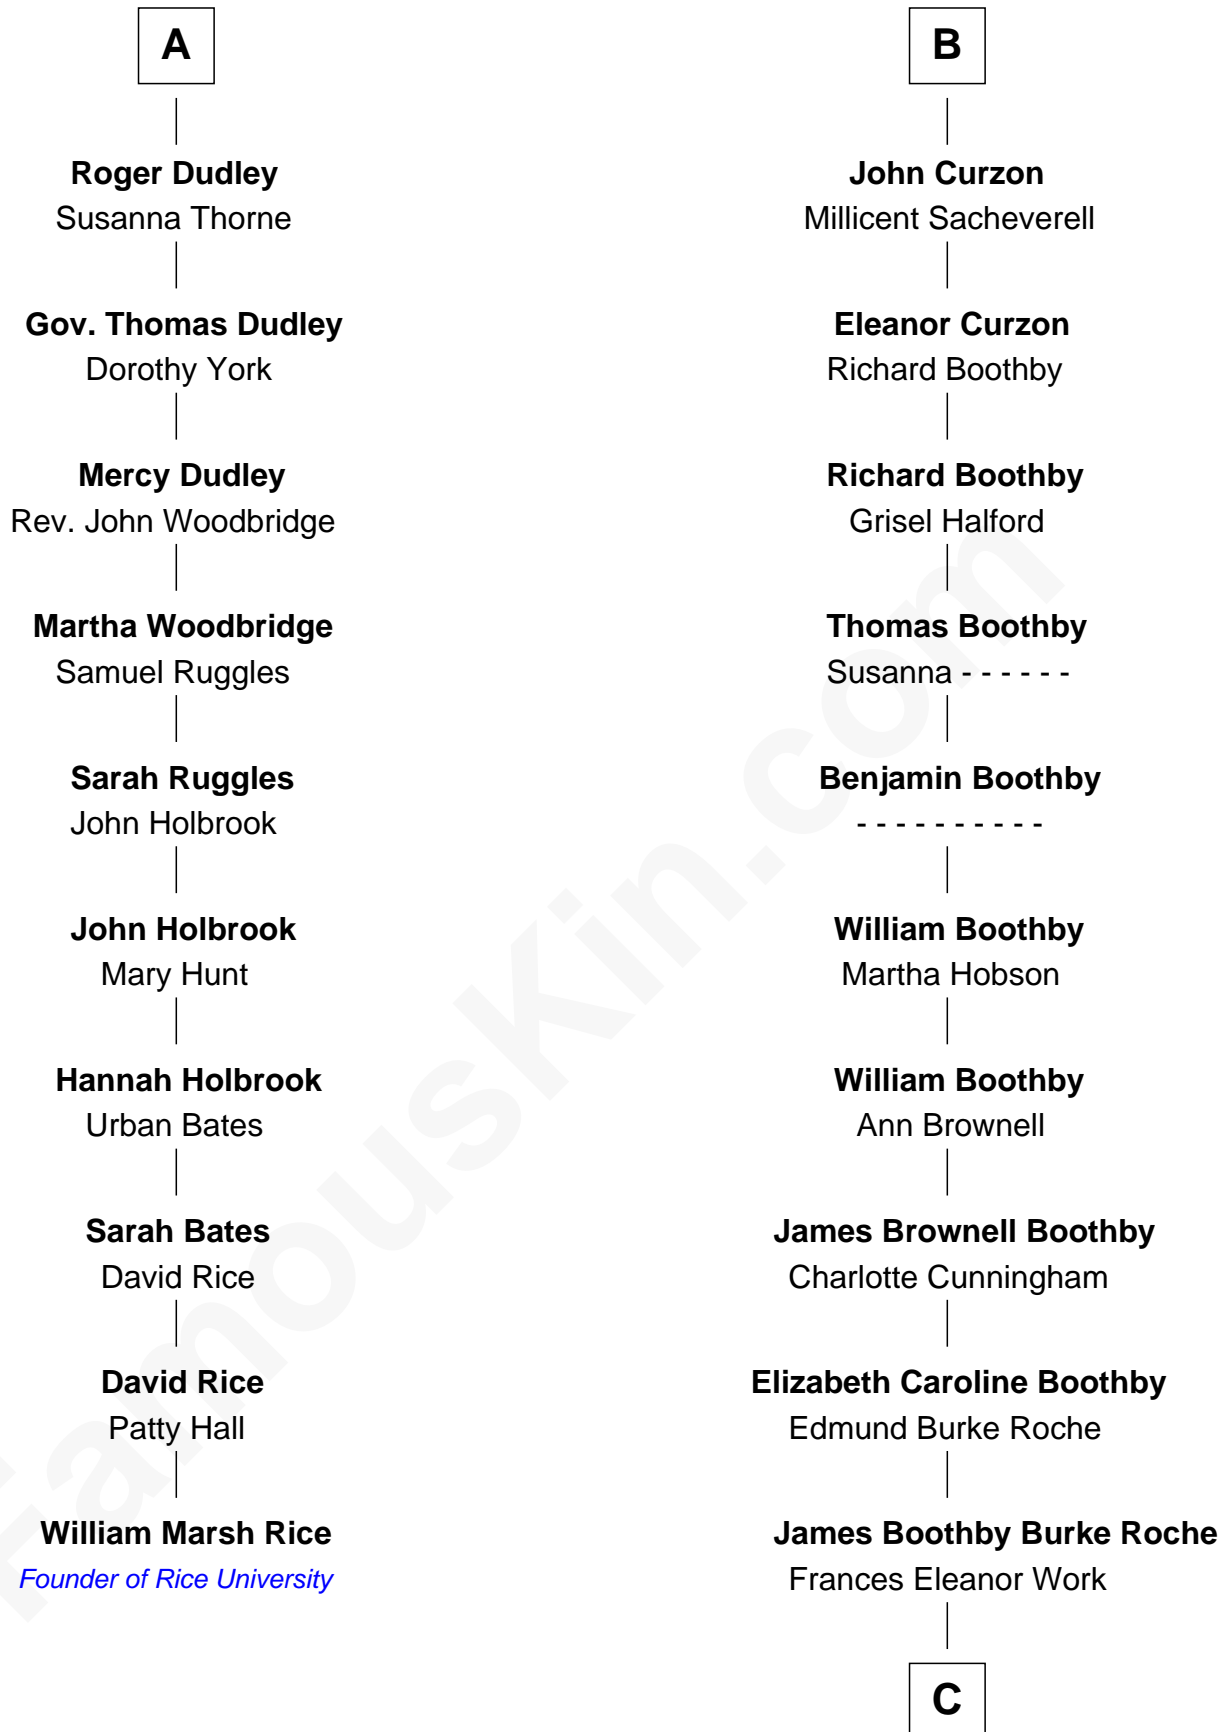 A
Roger Dudley
Susanna Thorne
Gov. Thomas Dudley
Dorothy York
Mercy Dudley
Rev. John Woodbridge
Martha Woodbridge
Samuel Ruggles
Sarah Ruggles
John Holbrook
John Holbrook
Mary Hunt
Hannah Holbrook
Urban Bates
Sarah Bates
David Rice
David Rice
Patty Hall
William Marsh Rice
Founder of Rice University
B
John Curzon
Millicent Sacheverell
Eleanor Curzon
Richard Boothby
Richard Boothby
Grisel Halford
Thomas Boothby
Susanna - - - - - -
Benjamin Boothby
- - - - - - - - - -
William Boothby
Martha Hobson
William Boothby
Ann Brownell
James Brownell Boothby
Charlotte Cunningham
Elizabeth Caroline Boothby
Edmund Burke Roche
James Boothby Burke Roche
Frances Eleanor Work
C
FamousKin.com